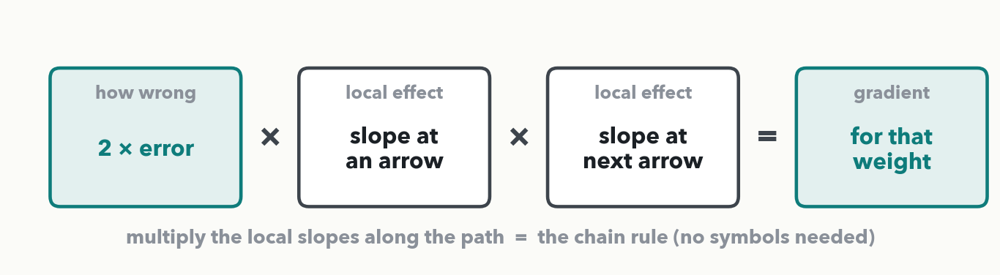 how wrong
2 × error
×
local effect
slope at
an arrow
×
local effect
slope at
next arrow
=
gradient
for that
weight
multiply the local slopes along the path = the chain rule (no symbols needed)